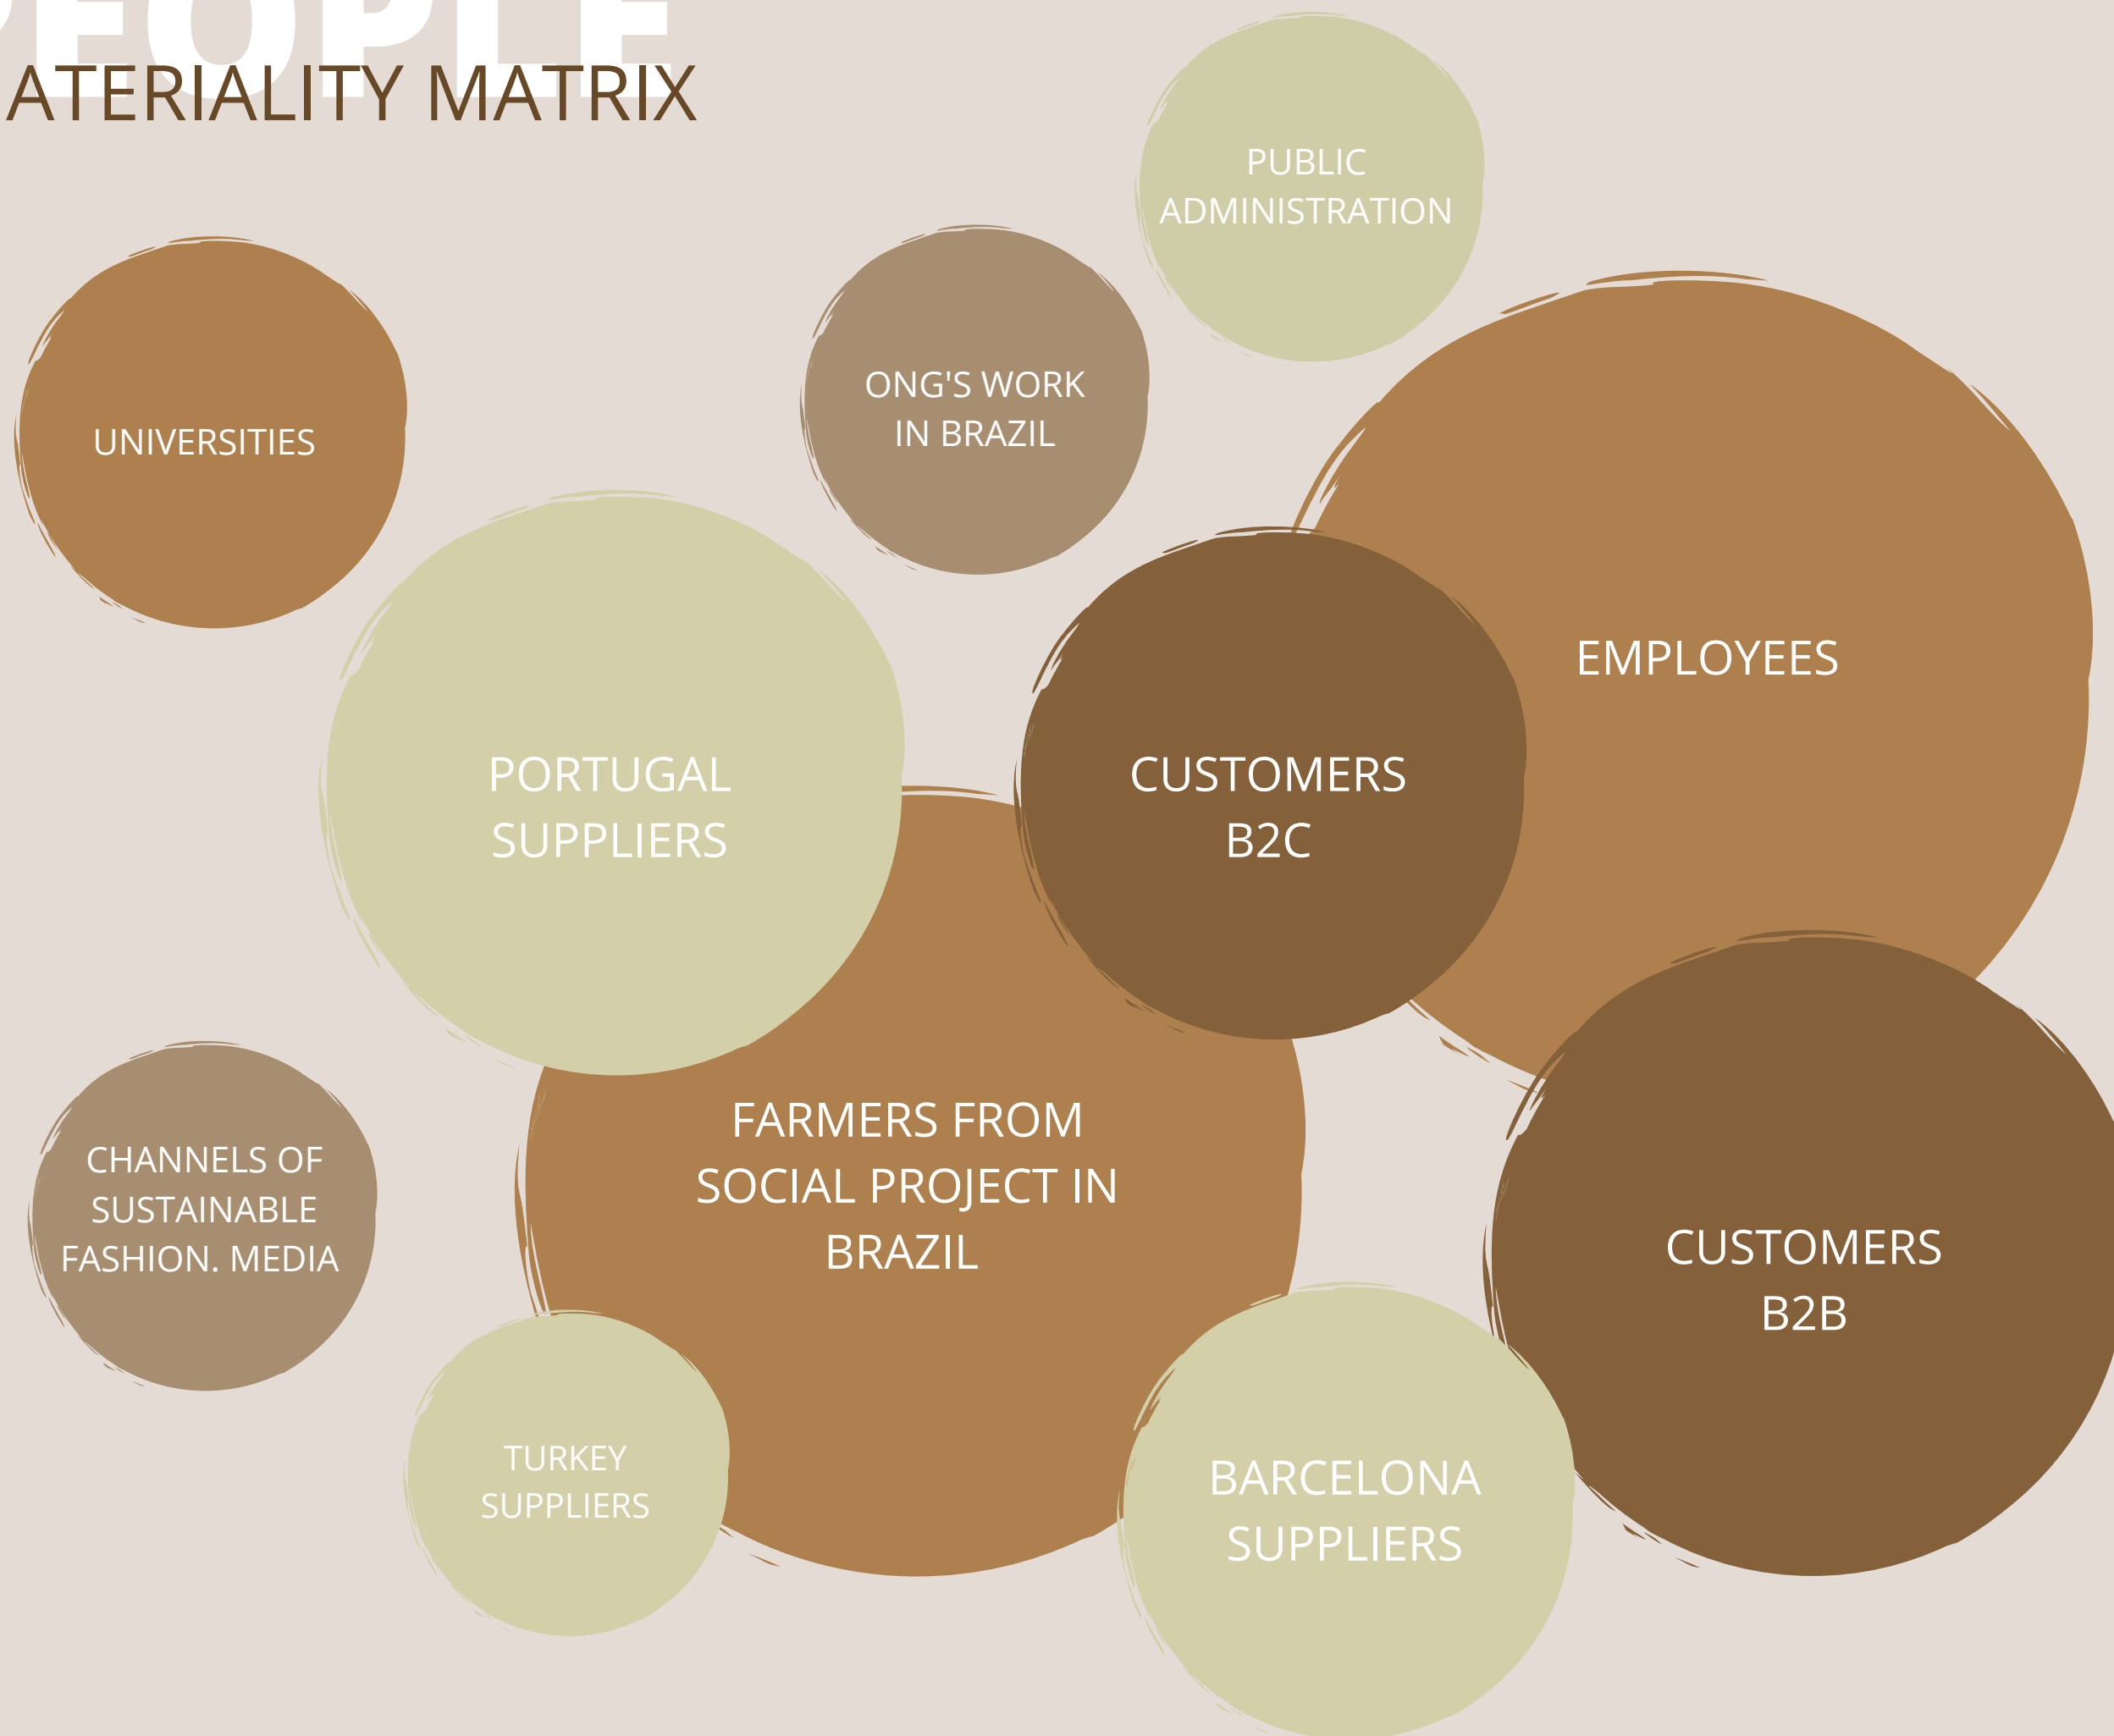 PEOPLE
ATERIALITY MATRIX
PUBLIC
ADMINISTRATION
UNIVERSITIES
ONG'S WORK
IN BRAZIL
EMPLOYEES
PORTUGAL
SUPPLIERS
CUSTOMERS
B2C
FARMERS FROM
SOCIAL PROJECT IN
BRAZIL
CHANNELS OF
SUSTAINABLE
FASHION. MEDIA
CUSTOMERS
B2B
TURKEY
SUPPLIERS
BARCELONA
SUPPLIERS